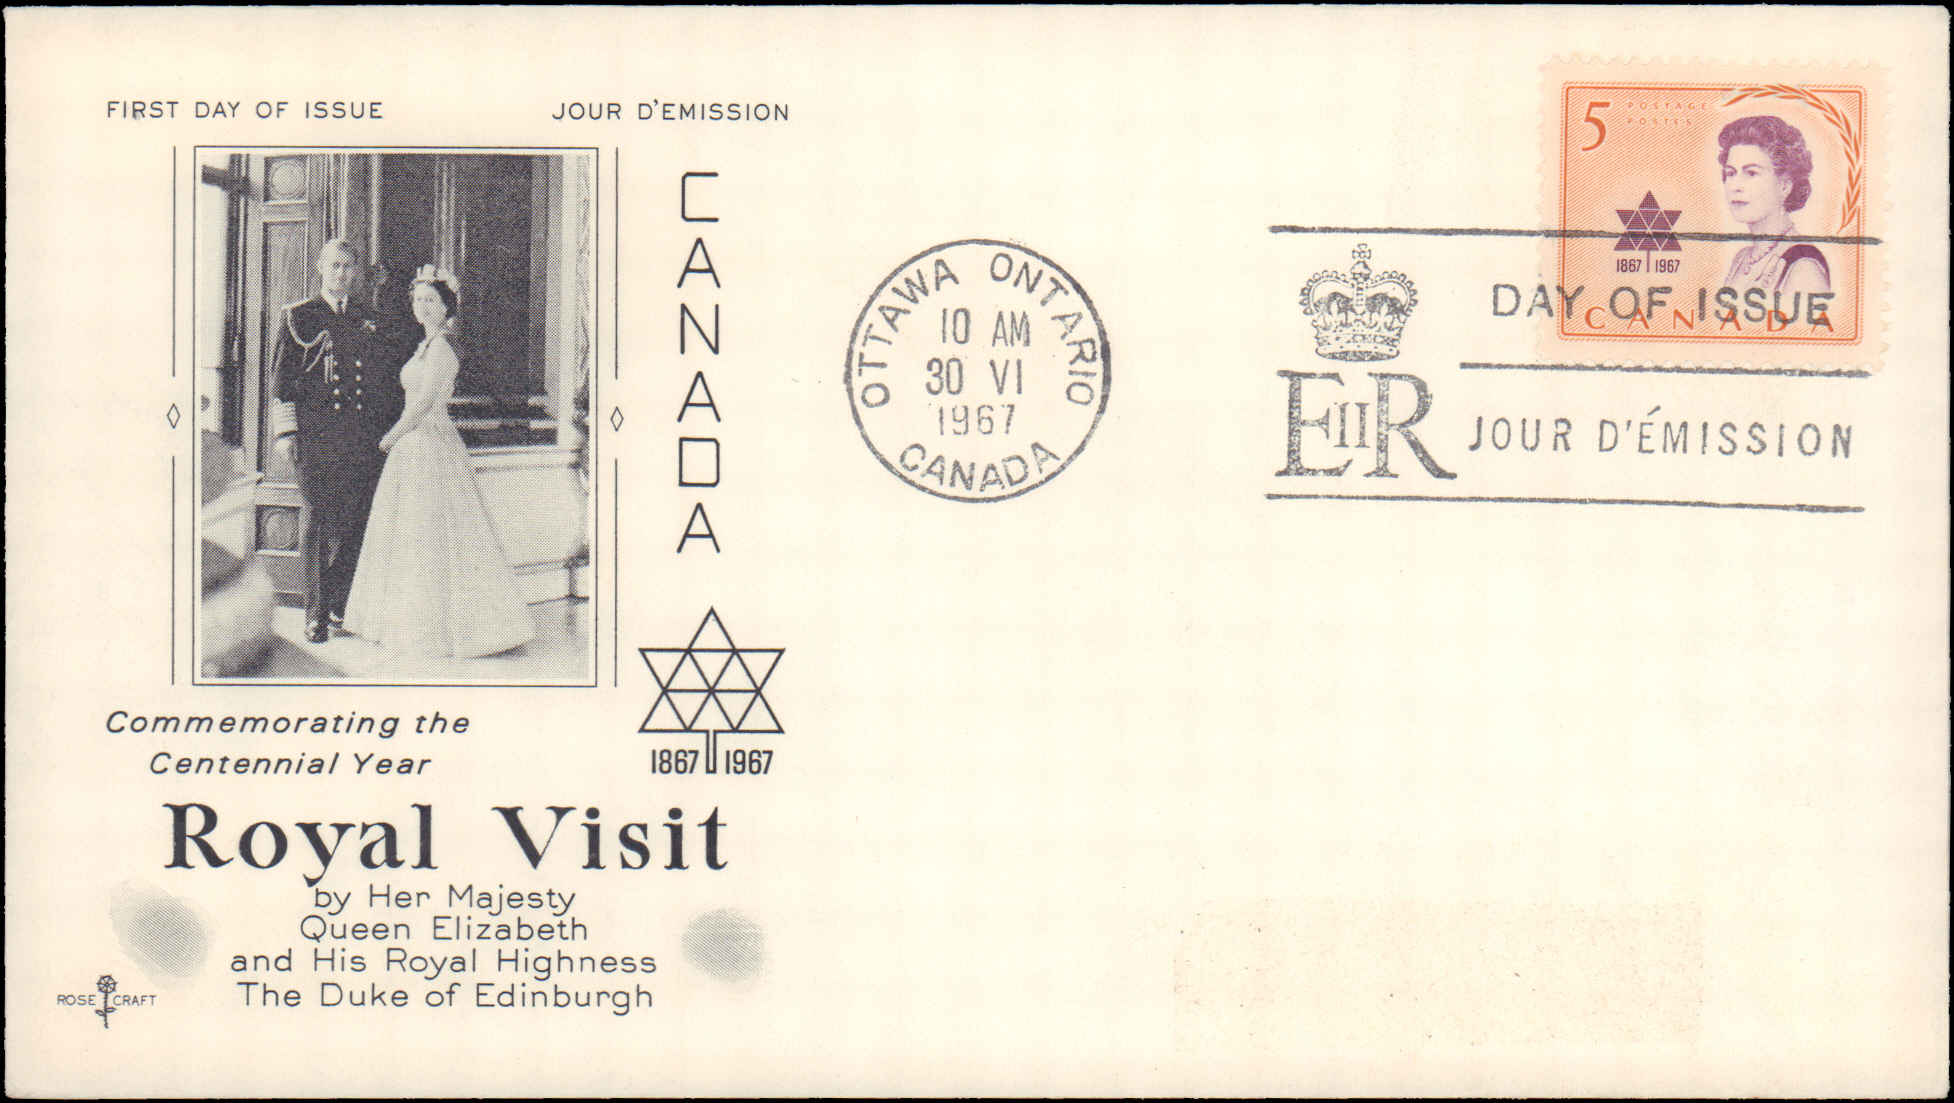 FIRST DAY OF ISSUE
JOUR D'EMISSION
CANADA
1867 1967
Commemorating the
Centennial Year
Royal Visit
by Her Majesty
Queen Elizabeth
and His Royal Highness
The Duke of Edinburgh
ROSE CRAFT
OTTAWA ONTARIO
10 AM
30 VI
1967
CANADA
EIIR
DAY OF ISSUE
JOUR D'ÉMISSION
5
POSTAGE
POSTES
1867 1967
CANADA